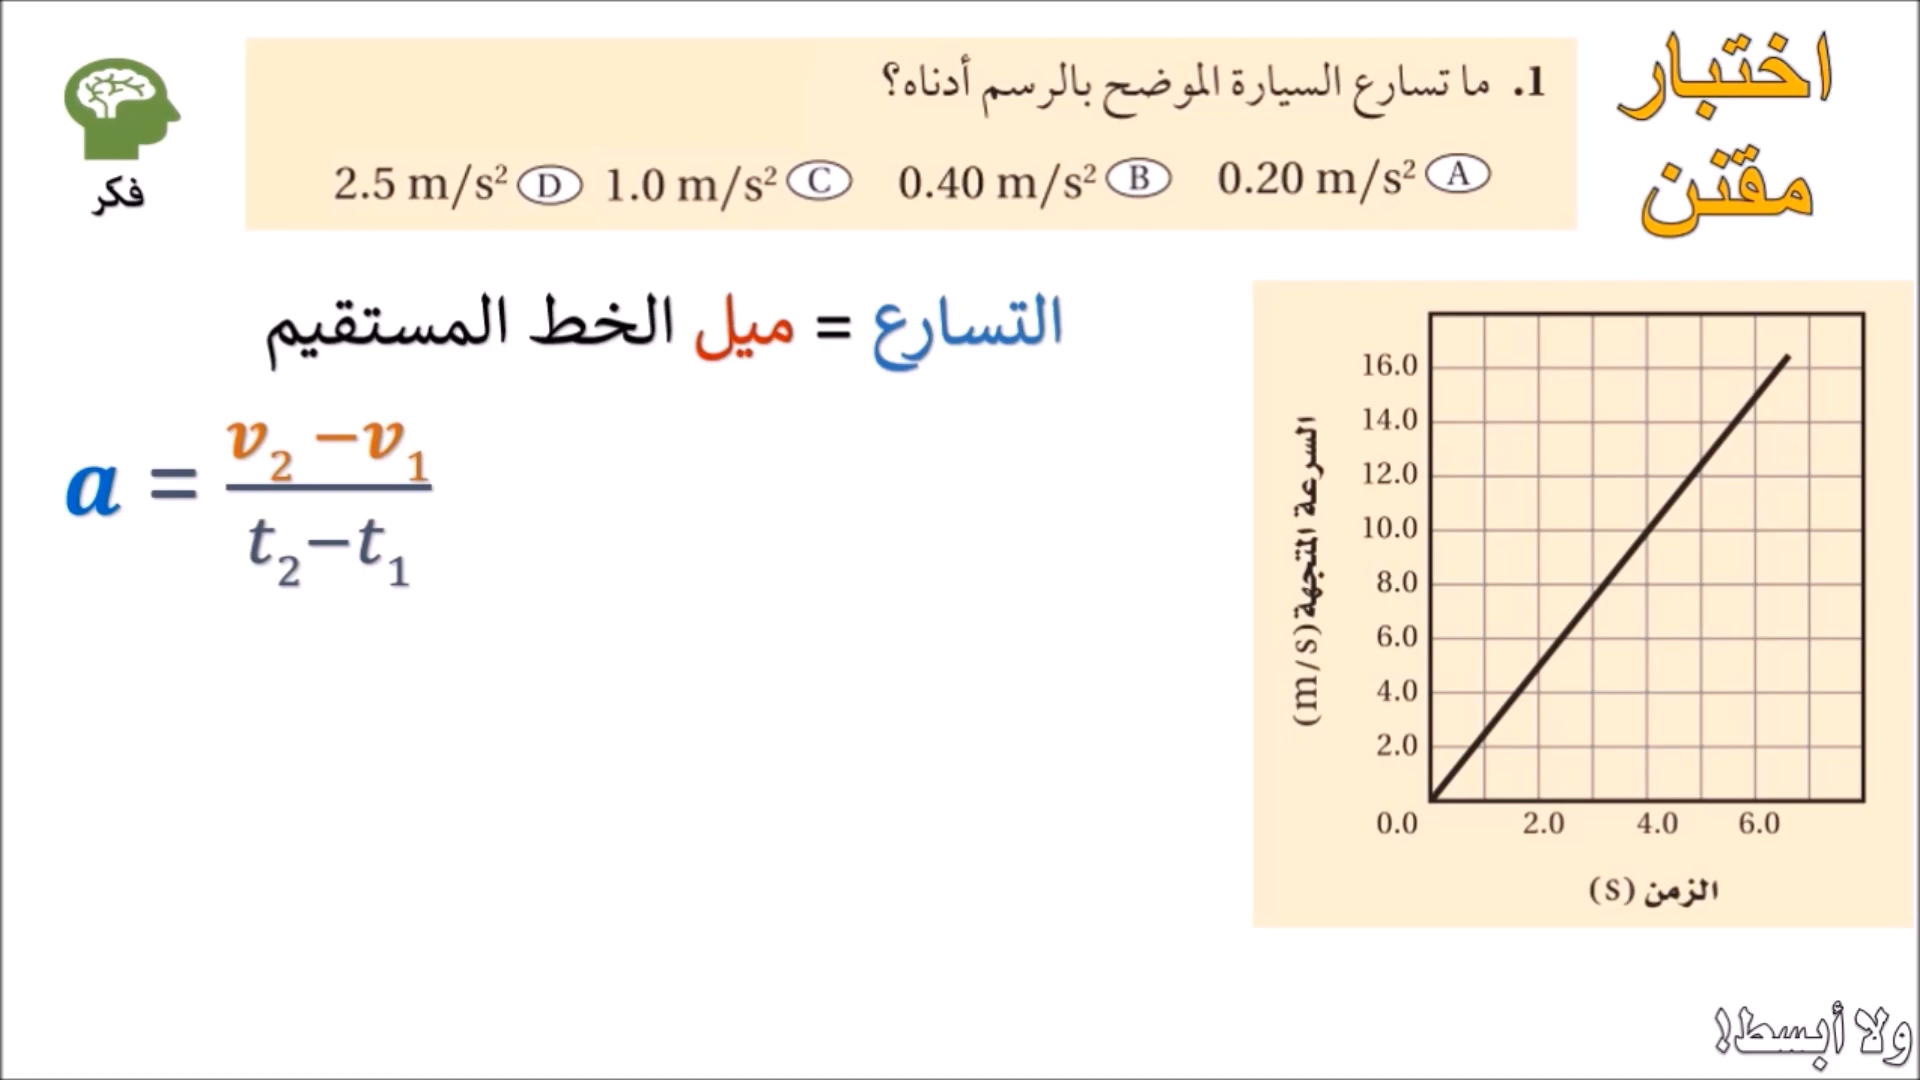 اختبار
مقنن
1. ما تسارع السيارة الموضح بالرسم أدناه؟
A 0.20 m/s² B 0.40 m/s² C 1.0 m/s² D 2.5 m/s²
فكر
التسارع = ميل الخط المستقيم
a = (v₂ − v₁) / (t₂ − t₁)
السرعة المتجهة (m/s)
16.0
14.0
12.0
10.0
8.0
6.0
4.0
2.0
0.0 2.0 4.0 6.0
الزمن (s)
ولا أبسط!